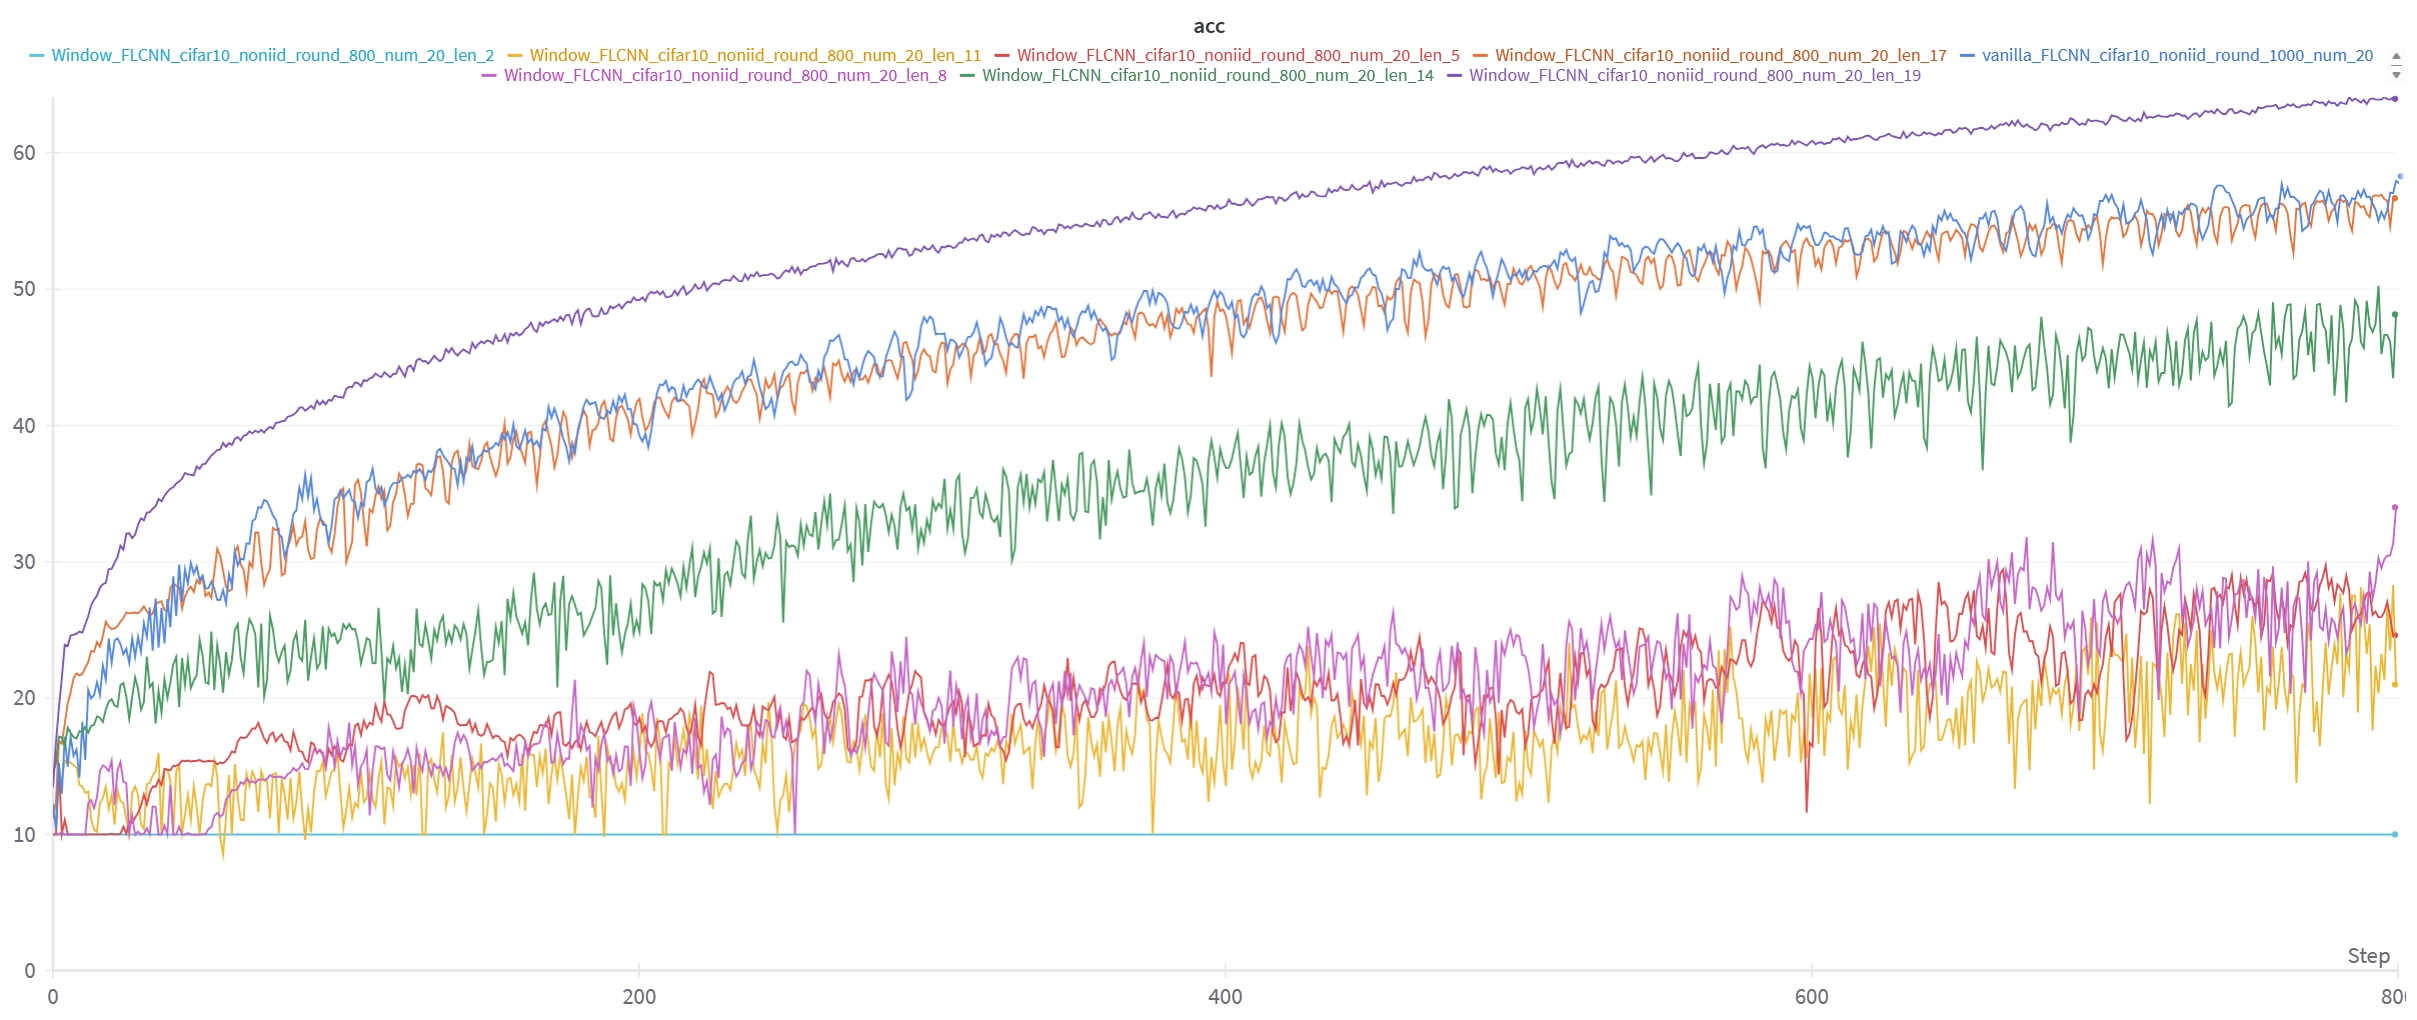 acc
Window_FLCNN_cifar10_noniid_round_800_num_20_len_2 Window_FLCNN_cifar10_noniid_round_800_num_20_len_11 Window_FLCNN_cifar10_noniid_round_800_num_20_len_5 Window_FLCNN_cifar10_noniid_round_800_num_20_len_17 vanilla_FLCNN_cifar10_noniid_round_1000_num_20
Window_FLCNN_cifar10_noniid_round_800_num_20_len_8 Window_FLCNN_cifar10_noniid_round_800_num_20_len_14 Window_FLCNN_cifar10_noniid_round_800_num_20_len_19
60
50
40
30
20
10
0
Step
0 200 400 600 800